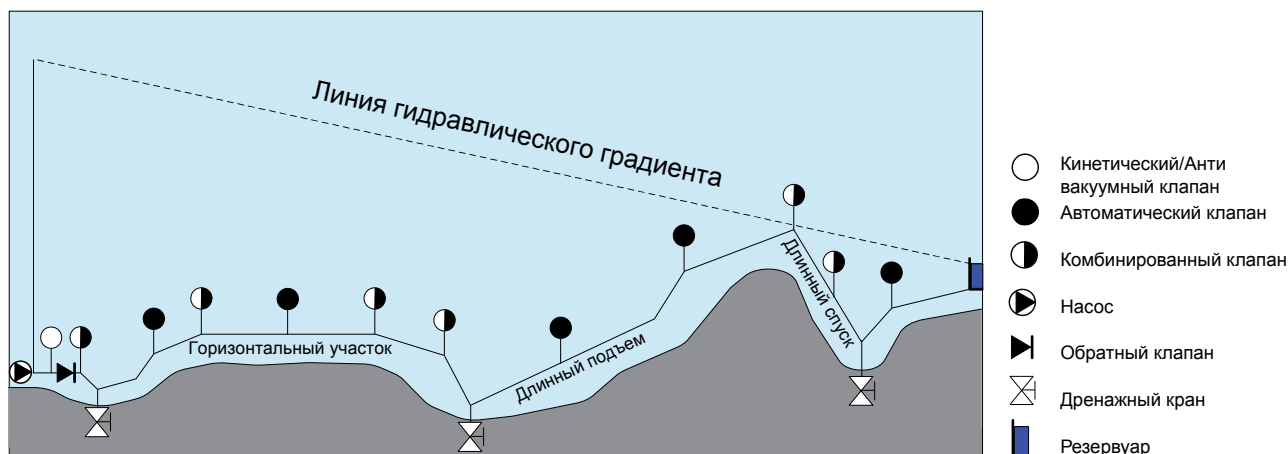 Линия гидравлического градиента
Горизонтальный участок
Длинный подъем
Длинный спуск
Кинетический/Анти
вакуумный клапан
Автоматический клапан
Комбинированный клапан
Насос
Обратный клапан
Дренажный кран
Резервуар